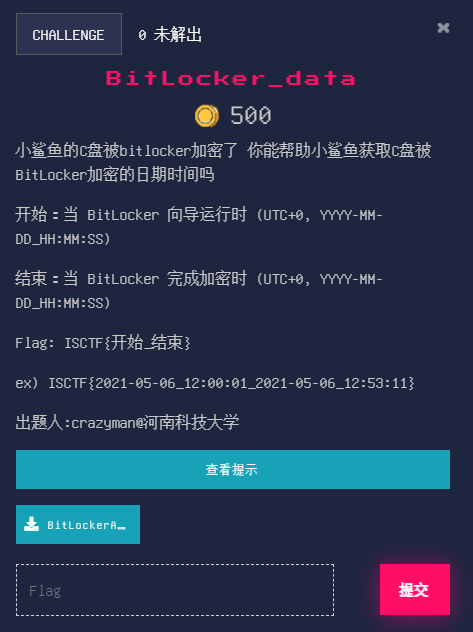 CHALLENGE
0 未解出
×
BitLocker_data
500
小鲨鱼的C盘被bitlocker加密了 你能帮助小鲨鱼获取C盘被
BitLocker加密的日期时间吗
开始：当 BitLocker 向导运行时 (UTC+0, YYYY-MM-
DD_HH:MM:SS)
结束：当 BitLocker 完成加密时 (UTC+0, YYYY-MM-
DD_HH:MM:SS)
Flag: ISCTF{开始_结束}
ex) ISCTF{2021-05-06_12:00:01_2021-05-06_12:53:11}
出题人:crazyman@河南科技大学
查看提示
BitLockerA…
Flag
提交